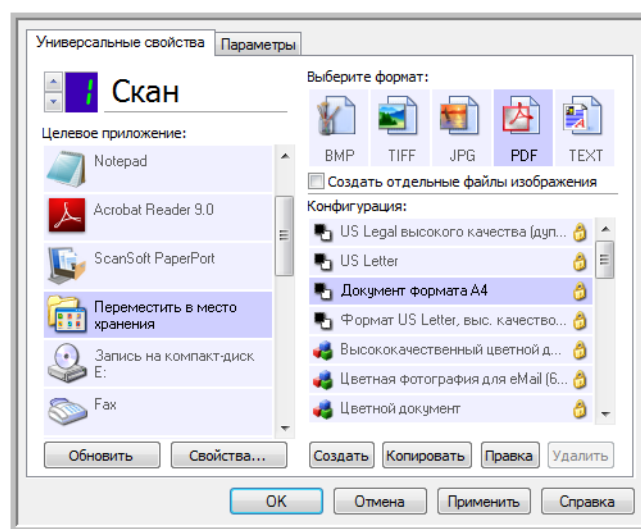 Универсальные свойства Параметры
1 Скан
Целевое приложение:
Notepad
Acrobat Reader 9.0
ScanSoft PaperPort
Переместить в место
хранения
Запись на компакт-диск
E:
Fax
Обновить Свойства...
Выберите формат:
BMP TIFF JPG PDF TEXT
Создать отдельные файлы изображения
Конфигурация:
US Legal высокого качества (дуп...
US Letter
Документ формата A4
Формат US Letter, выс. качество...
Высококачественный цветной д...
Цветная фотография для eMail (6...
Цветной документ
Создать Копировать Правка Удалить
OK Отмена Применить Справка